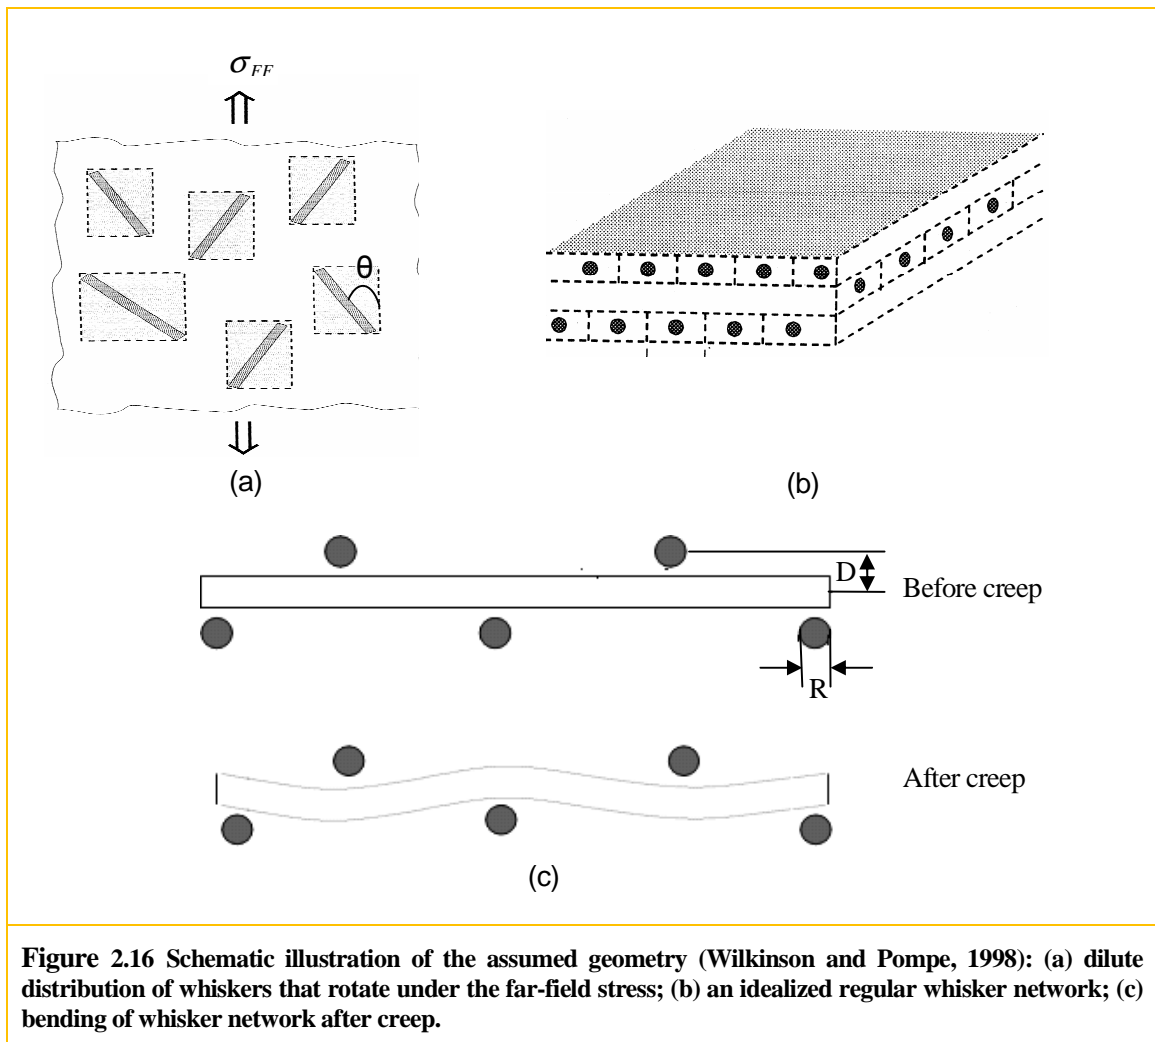 σFF
θ
(a)
(b)
D
Before creep
R
After creep
(c)
Figure 2.16 Schematic illustration of the assumed geometry (Wilkinson and Pompe, 1998): (a) dilute
distribution of whiskers that rotate under the far-field stress; (b) an idealized regular whisker network; (c)
bending of whisker network after creep.